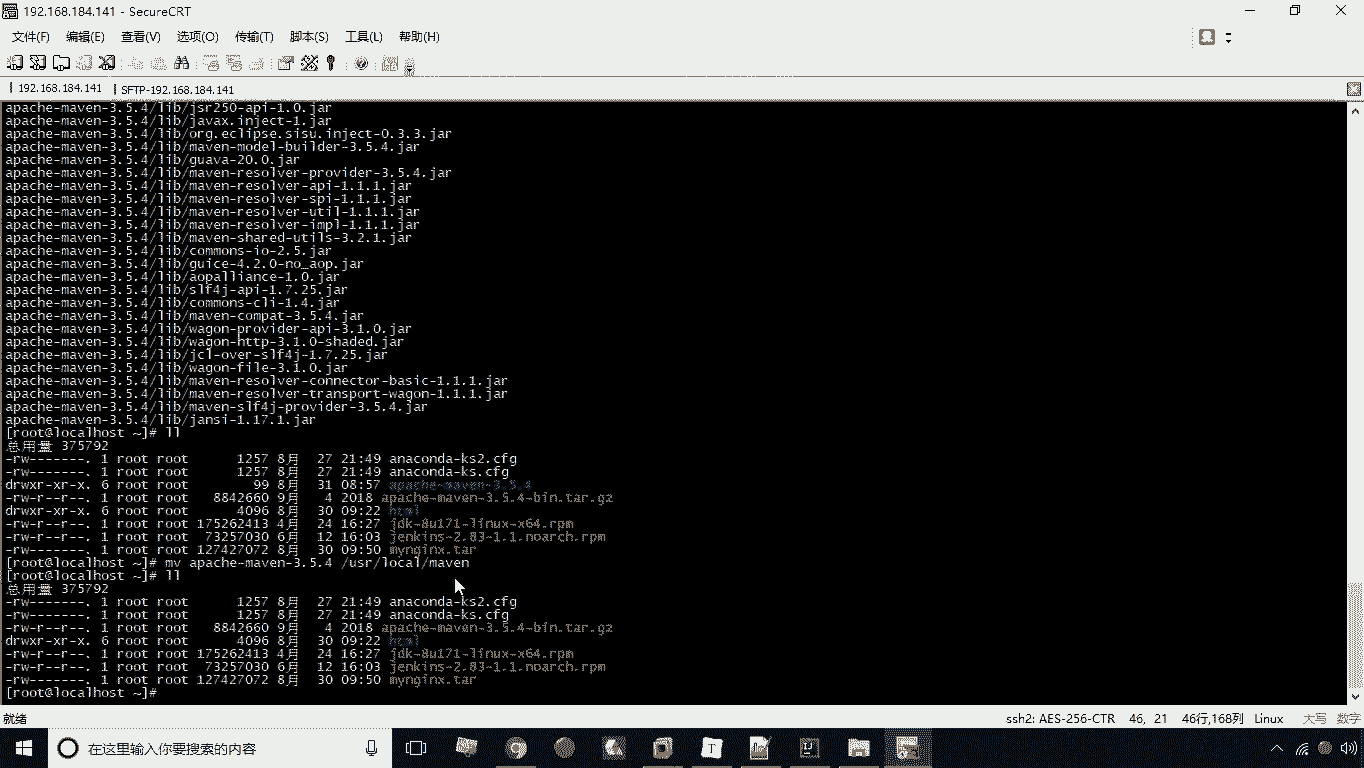 192.168.184.141 - SecureCRT
文件(F) 编辑(E) 查看(V) 选项(O) 传输(T) 脚本(S) 工具(L) 帮助(H)
192.168.184.141 SFTP-192.168.184.141
apache-maven-3.5.4/lib/jsr250-api-1.0.jar
apache-maven-3.5.4/lib/javax.inject-1.jar
apache-maven-3.5.4/lib/org.eclipse.sisu.inject-0.3.3.jar
apache-maven-3.5.4/lib/maven-model-builder-3.5.4.jar
apache-maven-3.5.4/lib/guava-20.0.jar
apache-maven-3.5.4/lib/maven-resolver-provider-3.5.4.jar
apache-maven-3.5.4/lib/maven-resolver-api-1.1.1.jar
apache-maven-3.5.4/lib/maven-resolver-spi-1.1.1.jar
apache-maven-3.5.4/lib/maven-resolver-util-1.1.1.jar
apache-maven-3.5.4/lib/maven-resolver-impl-1.1.1.jar
apache-maven-3.5.4/lib/maven-shared-utils-3.2.1.jar
apache-maven-3.5.4/lib/commons-io-2.5.jar
apache-maven-3.5.4/lib/guice-4.2.0-no_aop.jar
apache-maven-3.5.4/lib/aopalliance-1.0.jar
apache-maven-3.5.4/lib/slf4j-api-1.7.25.jar
apache-maven-3.5.4/lib/commons-cli-1.4.jar
apache-maven-3.5.4/lib/maven-compat-3.5.4.jar
apache-maven-3.5.4/lib/wagon-provider-api-3.1.0.jar
apache-maven-3.5.4/lib/wagon-http-3.1.0-shaded.jar
apache-maven-3.5.4/lib/jcl-over-slf4j-1.7.25.jar
apache-maven-3.5.4/lib/wagon-file-3.1.0.jar
apache-maven-3.5.4/lib/maven-resolver-connector-basic-1.1.1.jar
apache-maven-3.5.4/lib/maven-resolver-transport-wagon-1.1.1.jar
apache-maven-3.5.4/lib/maven-slf4j-provider-3.5.4.jar
apache-maven-3.5.4/lib/jansi-1.17.1.jar
[root@localhost ~]# ll
总用量 375792
-rw-------. 1 root root 1257 8月 27 21:49 anaconda-ks2.cfg
-rw-------. 1 root root 1257 8月 27 21:49 anaconda-ks.cfg
drwxr-xr-x. 6 root root 99 8月 31 08:57 apache-maven-3.5.4
-rw-r--r--. 1 root root 8842660 9月 4 2018 apache-maven-3.5.4-bin.tar.gz
drwxr-xr-x. 6 root root 4096 8月 30 09:22 html
-rw-r--r--. 1 root root 175262413 4月 24 16:27 jdk-8u171-linux-x64.rpm
-rw-r--r--. 1 root root 73257030 6月 12 16:03 jenkins-2.83-1.1.noarch.rpm
-rw-------. 1 root root 127427072 8月 30 09:50 mynginx.tar
[root@localhost ~]# mv apache-maven-3.5.4 /usr/local/maven
[root@localhost ~]# ll
总用量 375792
-rw-------. 1 root root 1257 8月 27 21:49 anaconda-ks2.cfg
-rw-------. 1 root root 1257 8月 27 21:49 anaconda-ks.cfg
-rw-r--r--. 1 root root 8842660 9月 4 2018 apache-maven-3.5.4-bin.tar.gz
drwxr-xr-x. 6 root root 4096 8月 30 09:22 html
-rw-r--r--. 1 root root 175262413 4月 24 16:27 jdk-8u171-linux-x64.rpm
-rw-r--r--. 1 root root 73257030 6月 12 16:03 jenkins-2.83-1.1.noarch.rpm
-rw-------. 1 root root 127427072 8月 30 09:50 mynginx.tar
[root@localhost ~]#
就绪 ssh2: AES-256-CTR 46, 21 46行,168列 Linux 大写 数字
在这里输入你要搜索的内容